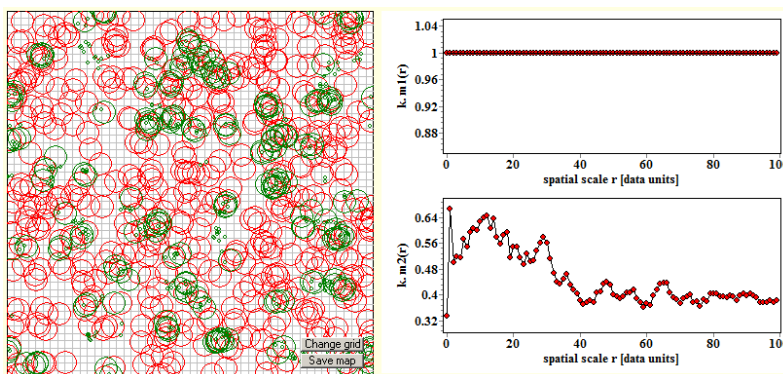 Change grid
Save map
k. m1(r)
1.04
1
0.96
0.92
0.88
0 20 40 60 80 10
spatial scale r [data units]
k. m2(r)
0.64
0.56
0.48
0.4
0.32
0 20 40 60 80 10
spatial scale r [data units]